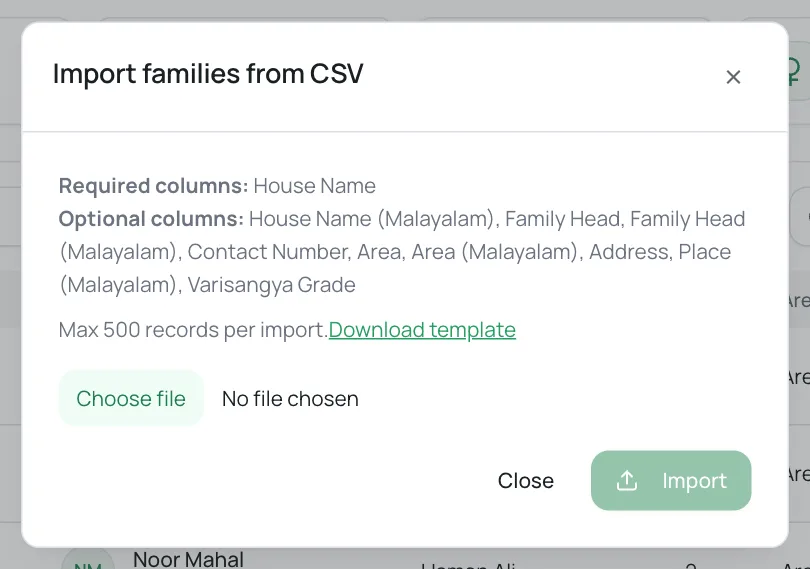 Import families from CSV
Required columns: House Name
Optional columns: House Name (Malayalam), Family Head, Family Head
(Malayalam), Contact Number, Area, Area (Malayalam), Address, Place
(Malayalam), Varisangya Grade
Max 500 records per import.Download template
Choose file No file chosen
Close Import
Noor Mahal